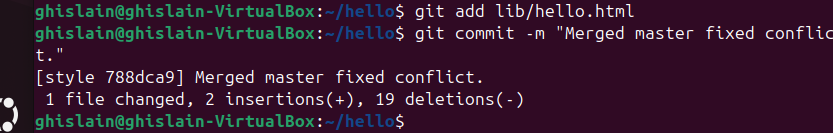 ghislain@ghislain-VirtualBox:~/hello$ git add lib/hello.html
ghislain@ghislain-VirtualBox:~/hello$ git commit -m "Merged master fixed conflic
t."
[style 788dca9] Merged master fixed conflict.
 1 file changed, 2 insertions(+), 19 deletions(-)
ghislain@ghislain-VirtualBox:~/hello$